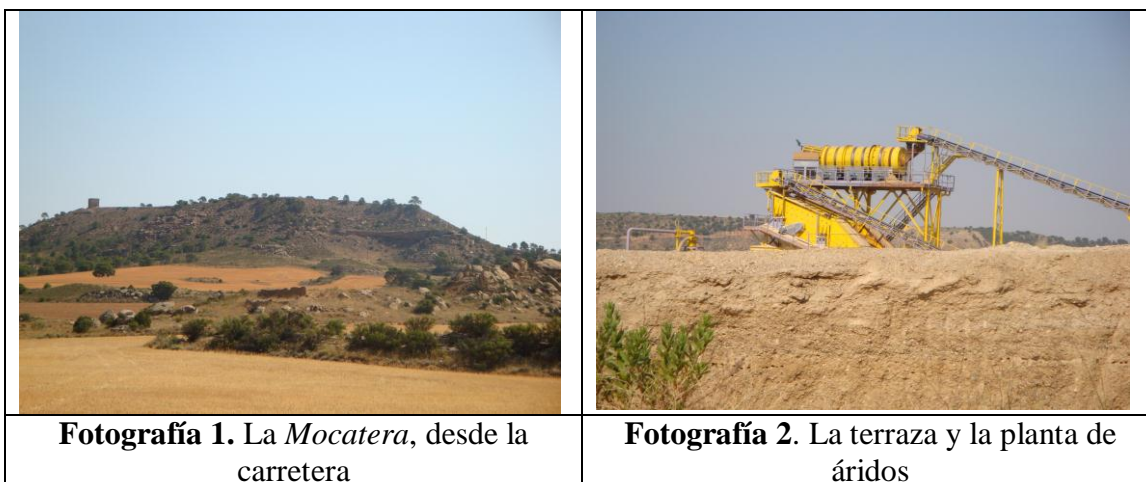 Fotografía 1. La Mocatera, desde la
carretera
Fotografía 2. La terraza y la planta de
áridos